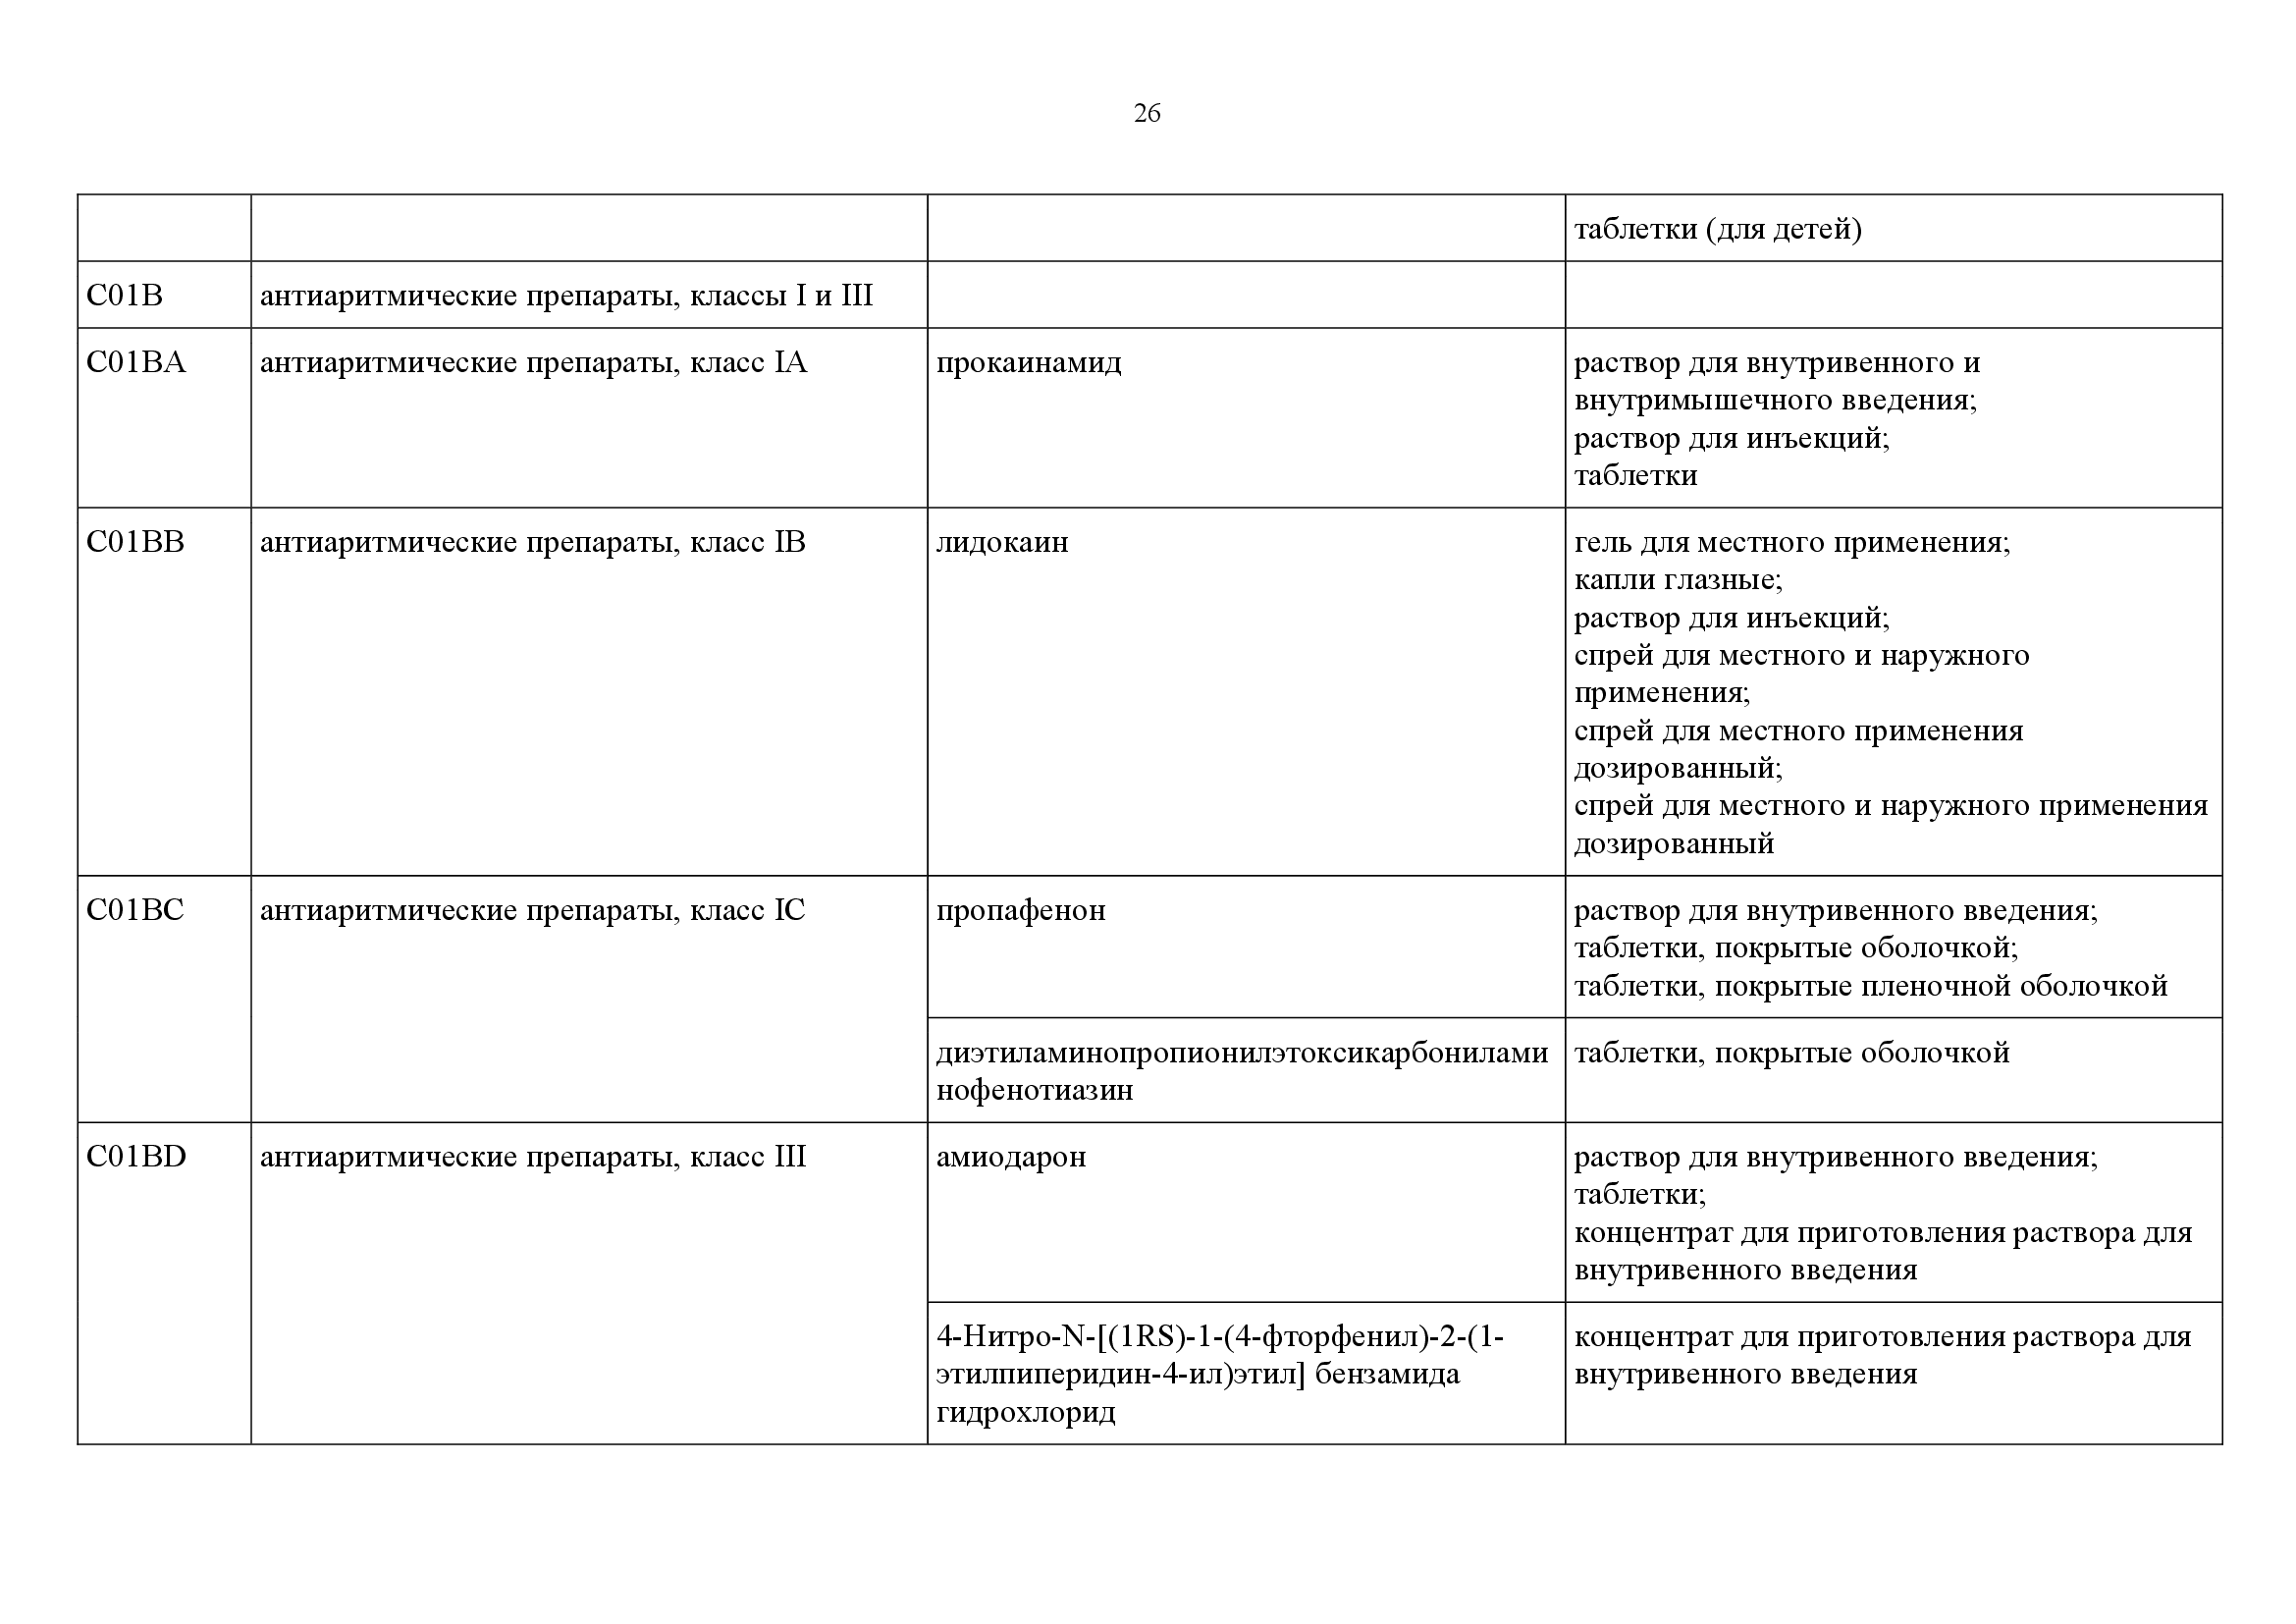 26
таблетки (для детей)
C01B
антиаритмические препараты, классы I и III
C01BA
антиаритмические препараты, класс IA
прокаинамид
раствор для внутривенного и
внутримышечного введения;
раствор для инъекций;
таблетки
C01BB
антиаритмические препараты, класс IB
лидокаин
гель для местного применения;
капли глазные;
раствор для инъекций;
спрей для местного и наружного
применения;
спрей для местного применения
дозированный;
спрей для местного и наружного применения
дозированный
C01BC
антиаритмические препараты, класс IC
пропафенон
раствор для внутривенного введения;
таблетки, покрытые оболочкой;
таблетки, покрытые пленочной оболочкой
диэтиламинопропионилэтоксикарбонилами
нофенотиазин
таблетки, покрытые оболочкой
C01BD
антиаритмические препараты, класс III
амиодарон
раствор для внутривенного введения;
таблетки;
концентрат для приготовления раствора для
внутривенного введения
4-Нитро-N-[(1RS)-1-(4-фторфенил)-2-(1-
этилпиперидин-4-ил)этил] бензамида
гидрохлорид
концентрат для приготовления раствора для
внутривенного введения